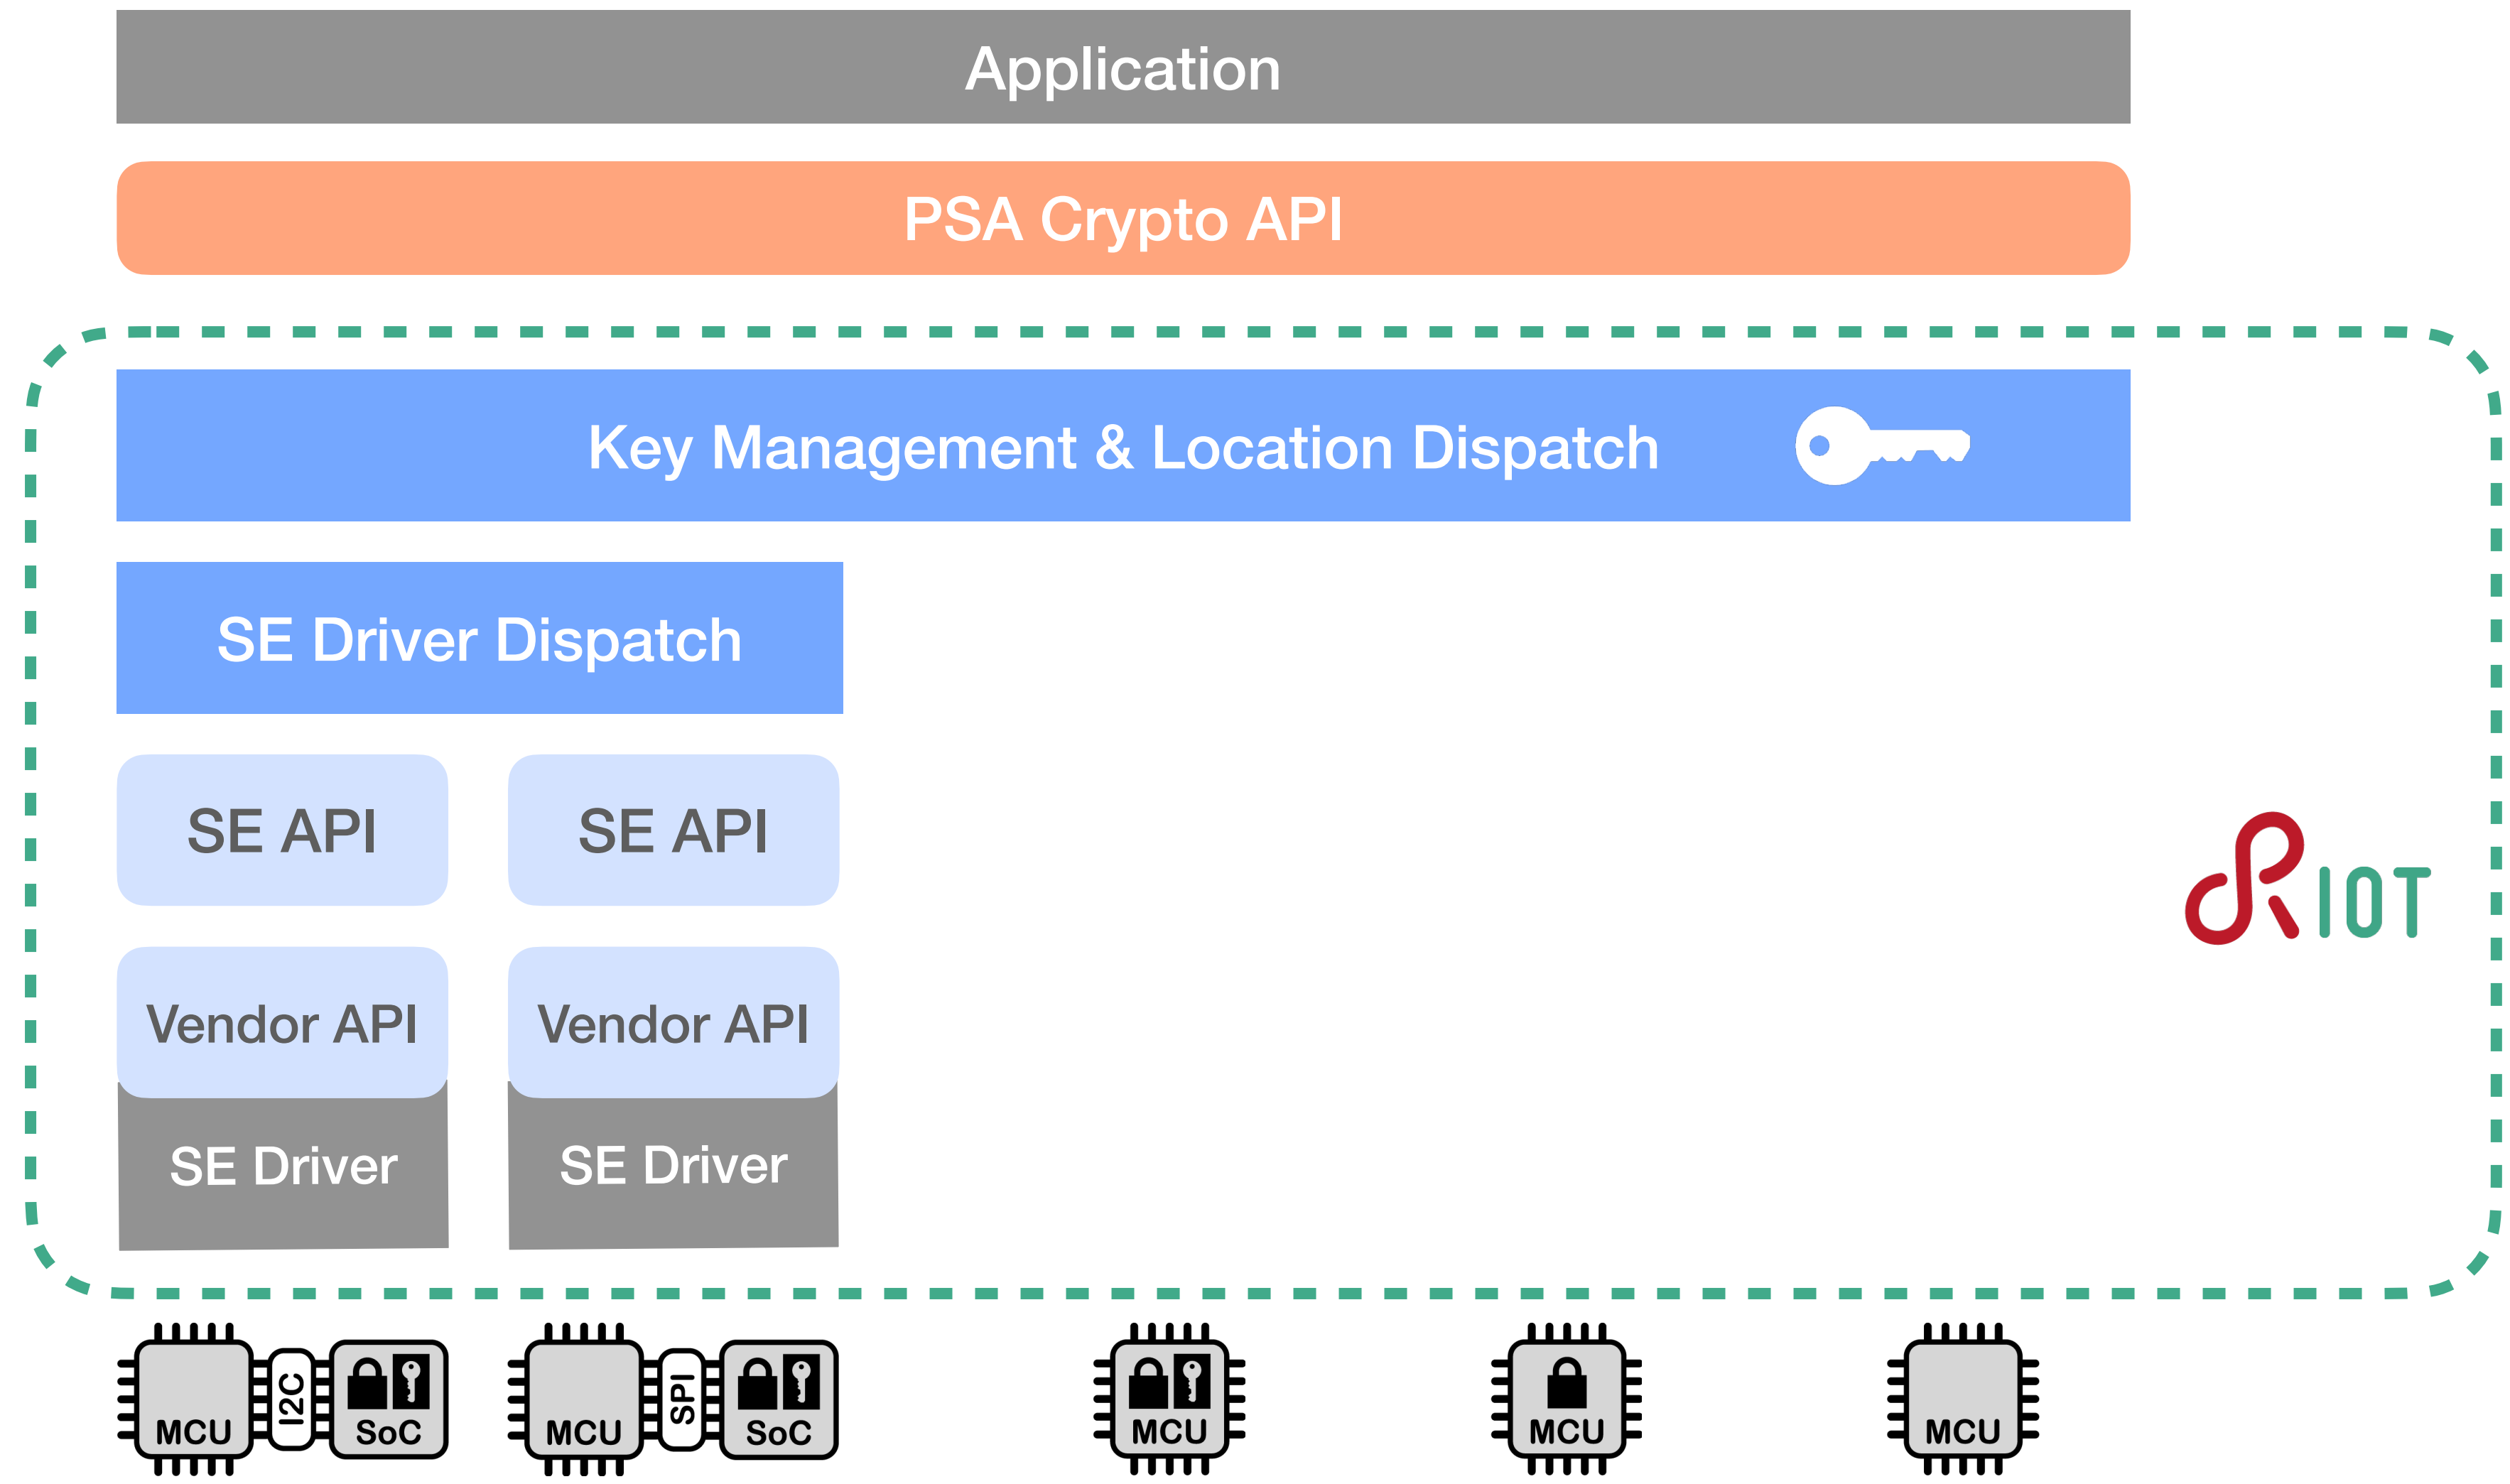 Application
PSA Crypto API
Key Management & Location Dispatch
SE Driver Dispatch
SE API
SE API
RIOT
Vendor API
Vendor API
SE Driver
SE Driver
MCU
I2C
SoC
MCU
SPI
SoC
MCU
MCU
MCU